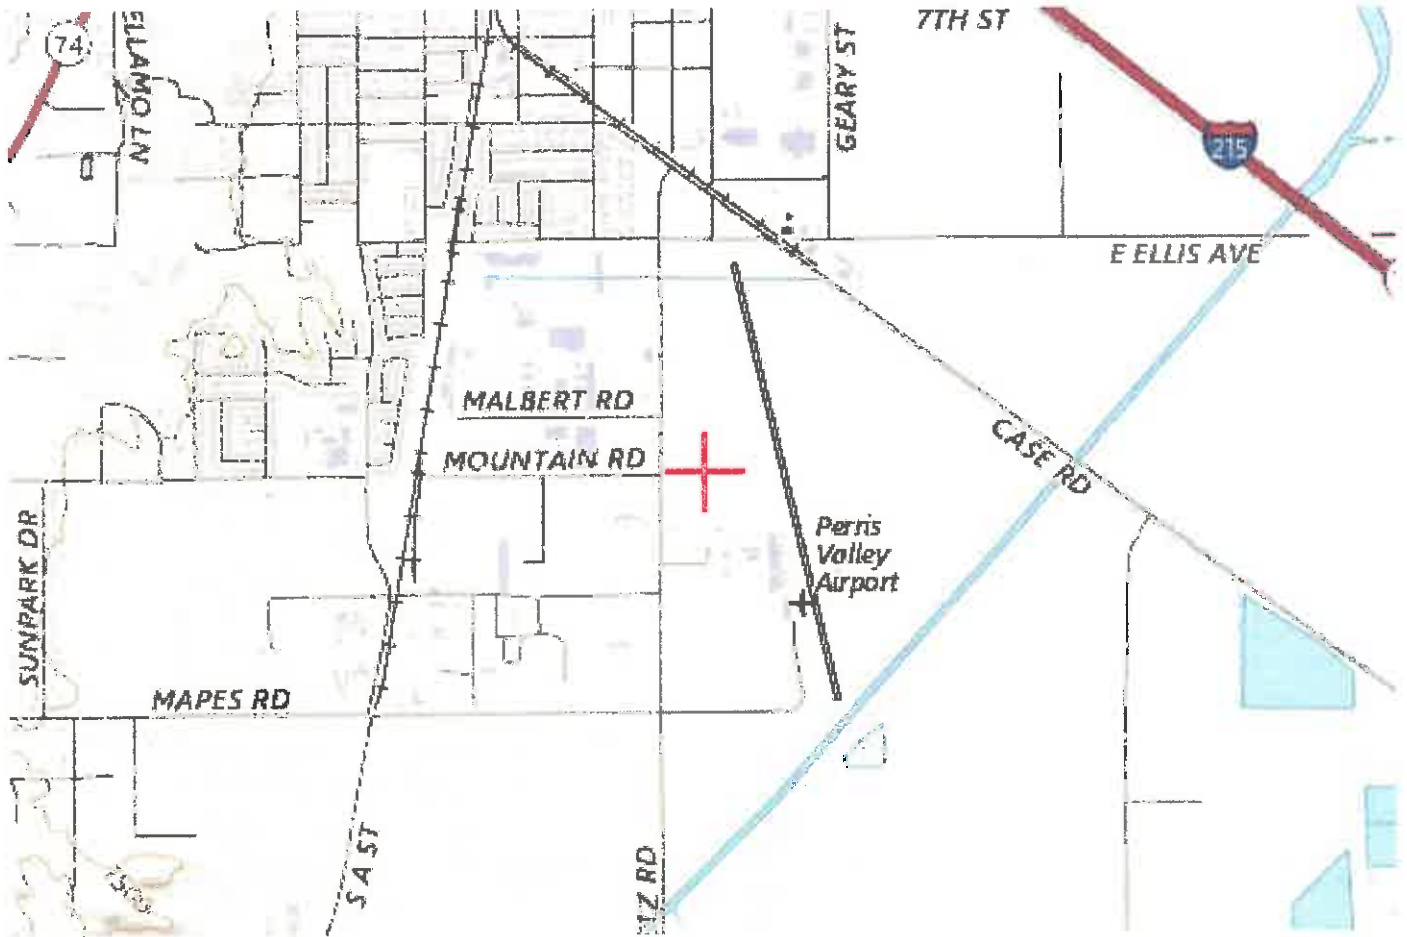 7TH ST
74
ELLAMO LN
GEARY ST
215
E ELLIS AVE
MALBERT RD
MOUNTAIN RD
CASE RD
Perris
Valley
Airport
SUNPARK DR
MAPES RD
S A ST
TZ RD